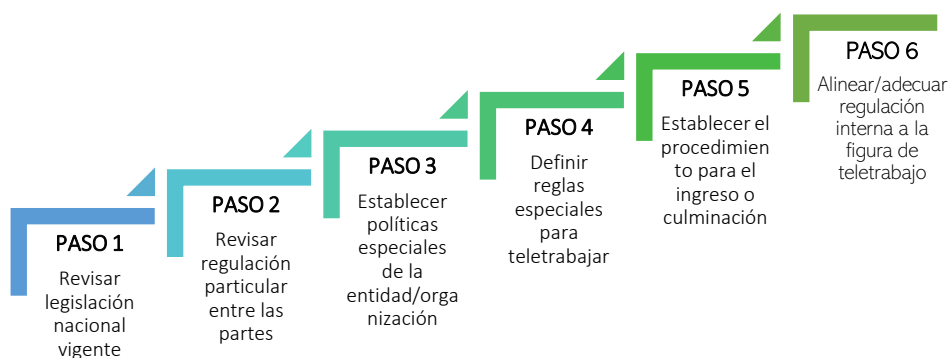 PASO 1
Revisar
legislación
nacional
vigente
PASO 2
Revisar
regulación
particular
entre las
partes
PASO 3
Establecer
políticas
especiales
de la
entidad/orga
nización
PASO 4
Definir
reglas
especiales
para
teletrabajar
PASO 5
Establecer el
procedimien
to para el
ingreso o
culminación
PASO 6
Alinear/adecuar
regulación
interna a la
figura de
teletrabajo